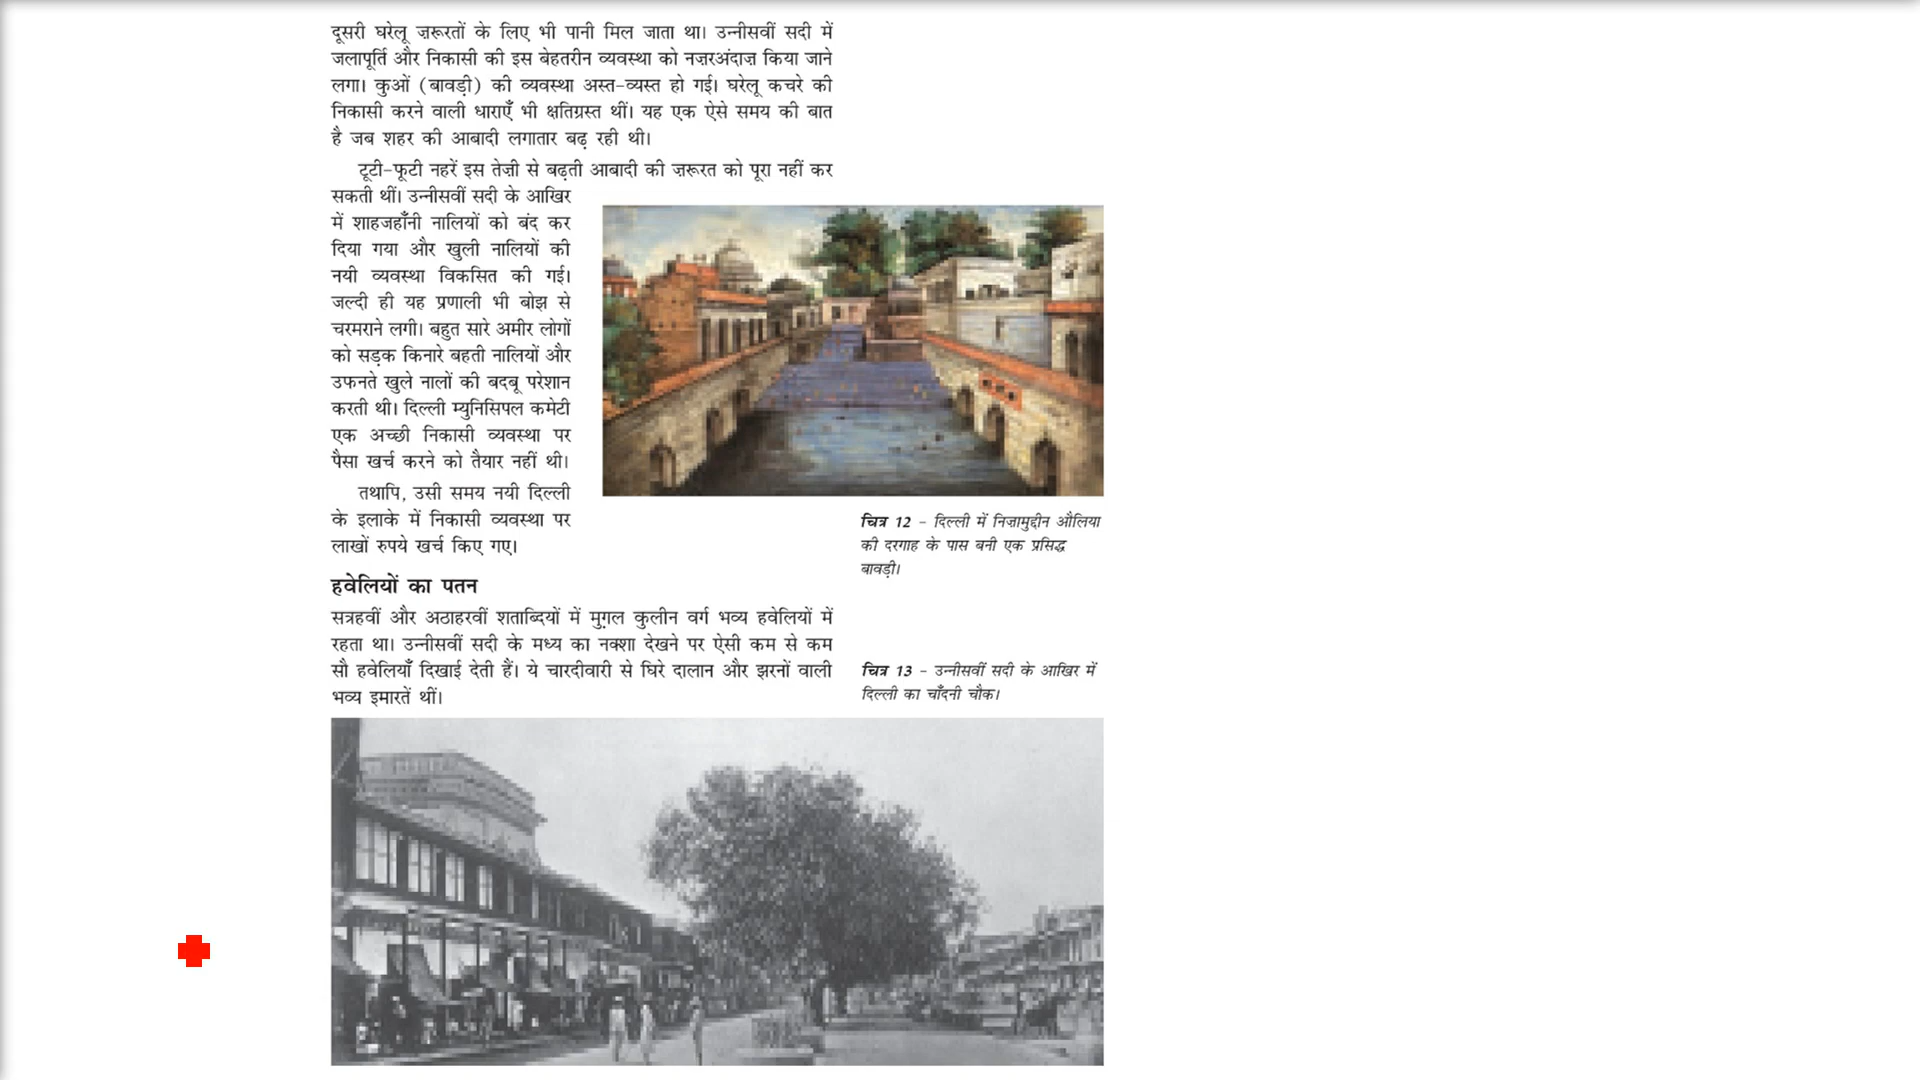 दूसरी घरेलू ज़रूरतों के लिए भी पानी मिल जाता था। उन्नीसवीं सदी में
जलापूर्ति और निकासी की इस बेहतरीन व्यवस्था को नज़रअंदाज़ किया जाने
लगा। कुओं (बावड़ी) की व्यवस्था अस्त-व्यस्त हो गई। घरेलू कचरे की
निकासी करने वाली धाराएँ भी क्षतिग्रस्त थीं। यह एक ऐसे समय की बात
है जब शहर की आबादी लगातार बढ़ रही थी।
टूटी-फूटी नहरें इस तेज़ी से बढ़ती आबादी की ज़रूरत को पूरा नहीं कर
सकती थीं। उन्नीसवीं सदी के आखिर
में शाहजहाँनी नालियों को बंद कर
दिया गया और खुली नालियों की
नयी व्यवस्था विकसित की गई।
जल्दी ही यह प्रणाली भी बोझ से
चरमराने लगी। बहुत सारे अमीर लोगों
को सड़क किनारे बहती नालियों और
उफनते खुले नालों की बदबू परेशान
करती थी। दिल्ली म्युनिसिपल कमेटी
एक अच्छी निकासी व्यवस्था पर
पैसा खर्च करने को तैयार नहीं थी।
तथापि, उसी समय नयी दिल्ली
के इलाके में निकासी व्यवस्था पर
लाखों रुपये खर्च किए गए।
चित्र 12 - दिल्ली में निज़ामुद्दीन औलिया
की दरगाह के पास बनी एक प्रसिद्ध
बावड़ी।
हवेलियों का पतन
सत्रहवीं और अठाहरवीं शताब्दियों में मुग़ल कुलीन वर्ग भव्य हवेलियों में
रहता था। उन्नीसवीं सदी के मध्य का नक्शा देखने पर ऐसी कम से कम
सौ हवेलियाँ दिखाई देती हैं। ये चारदीवारी से घिरे दालान और झरनों वाली
भव्य इमारतें थीं।
चित्र 13 - उन्नीसवीं सदी के आखिर में
दिल्ली का चाँदनी चौक।